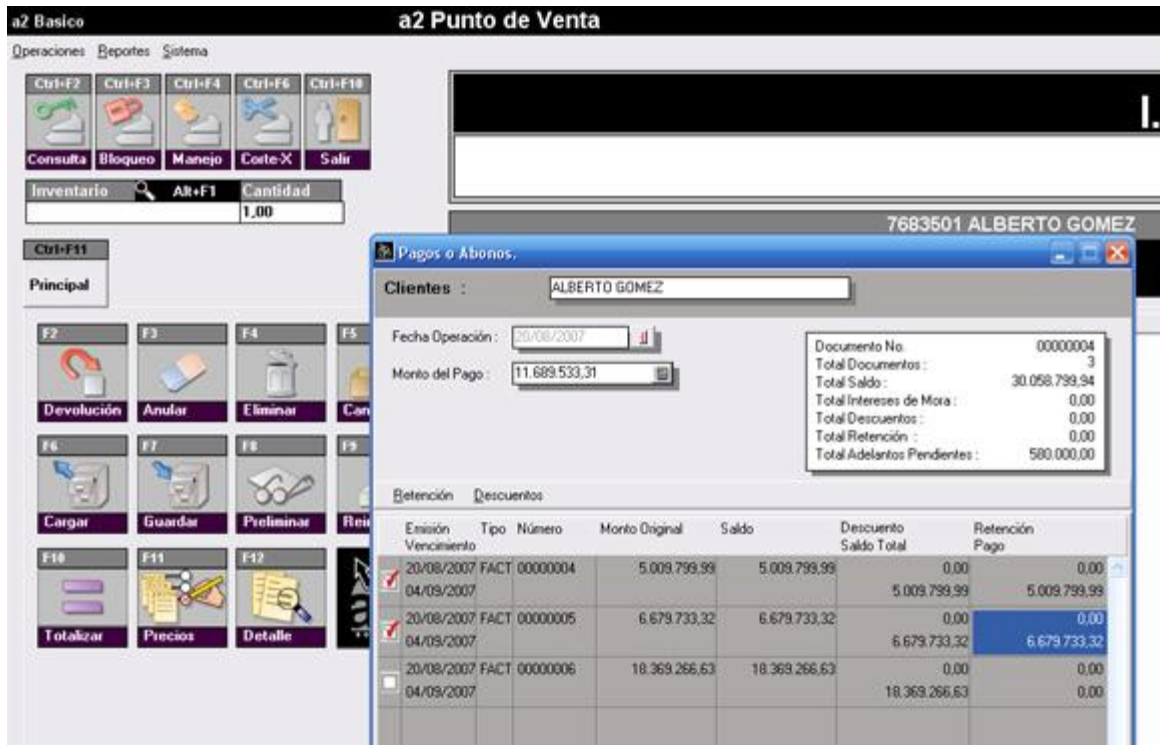 a2 Basico
a2 Punto de Venta
Operaciones Reportes Sistema
Ctrl+F2 Ctrl+F3 Ctrl+F4 Ctrl+F6 Ctrl+F10
Consulta Bloqueo Manejo Corte-X Salir
Inventario Alt+F1 Cantidad
1,00
7683501 ALBERTO GOMEZ
Ctrl+F11
Principal
Pagos o Abonos.
Clientes : ALBERTO GOMEZ
Fecha Operación : 20/08/2007
Monto del Pago : 11.689.533,31
Documento No. 00000004
Total Documentos : 3
Total Saldo : 30.058.799,94
Total Intereses de Mora : 0,00
Total Descuentos : 0,00
Total Retención : 0,00
Total Adelantos Pendientes : 580.000,00
F2 F3 F4 F5
Devolución Anular Eliminar
F6 F7 F8 F9
Cargar Guardar Preliminar
F10 F11 F12
Totalizar Precios Detalle
Retención Descuentos
Emisión Tipo Número Monto Original Saldo Descuento Retención
Vencimiento Saldo Total Pago
20/08/2007 FACT 00000004 5.009.799,99 5.009.799,99 0,00 0,00
04/09/2007 5.009.799,99 5.009.799,99
20/08/2007 FACT 00000005 6.679.733,32 6.679.733,32 0,00 0,00
04/09/2007 6.679.733,32 6.679.733,32
20/08/2007 FACT 00000006 18.369.266,63 18.369.266,63 0,00 0,00
04/09/2007 18.369.266,63 0,00